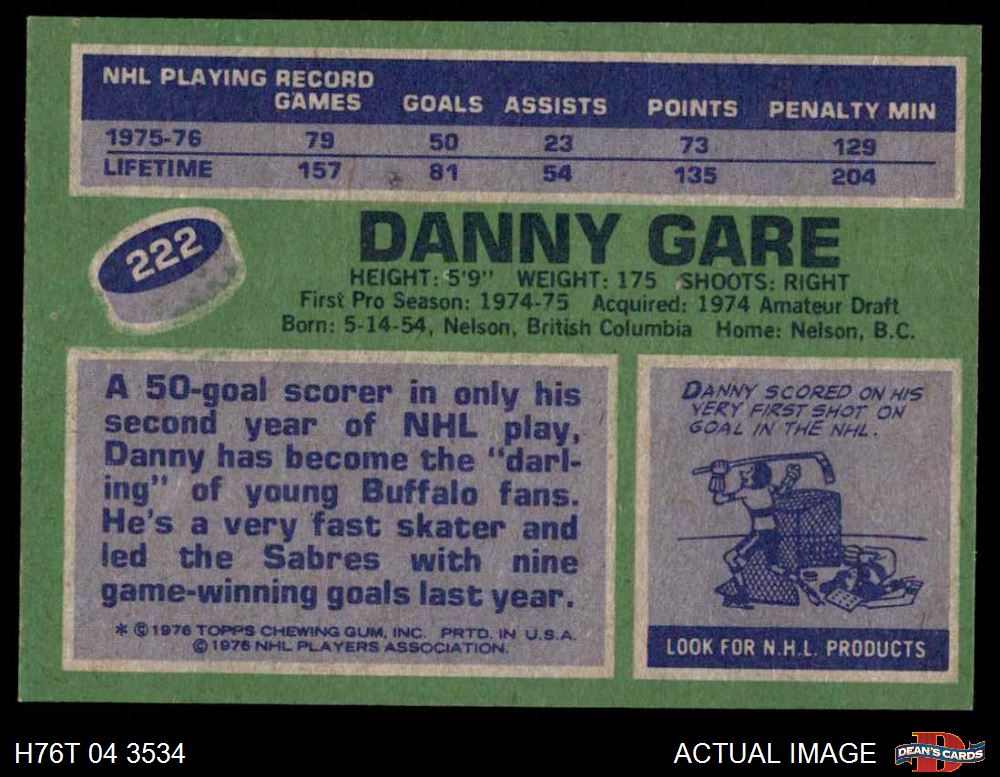 NHL PLAYING RECORD
GAMES GOALS ASSISTS POINTS PENALTY MIN
1975-76 79 50 23 73 129
LIFETIME 157 81 54 135 204
222
DANNY GARE
HEIGHT: 5'9" WEIGHT: 175 SHOOTS: RIGHT
First Pro Season: 1974-75 Acquired: 1974 Amateur Draft
Born: 5-14-54, Nelson, British Columbia Home: Nelson, B.C.
A 50-goal scorer in only his
second year of NHL play,
Danny has become the "darl-
ing" of young Buffalo fans.
He's a very fast skater and
led the Sabres with nine
game-winning goals last year.
* © 1976 TOPPS CHEWING GUM, INC. PRTD. IN U.S.A.
© 1976 NHL PLAYERS ASSOCIATION.
DANNY SCORED ON HIS
VERY FIRST SHOT ON
GOAL IN THE NHL.
LOOK FOR N.H.L. PRODUCTS
H76T 04 3534
ACTUAL IMAGE
D
DEAN'S CARDS